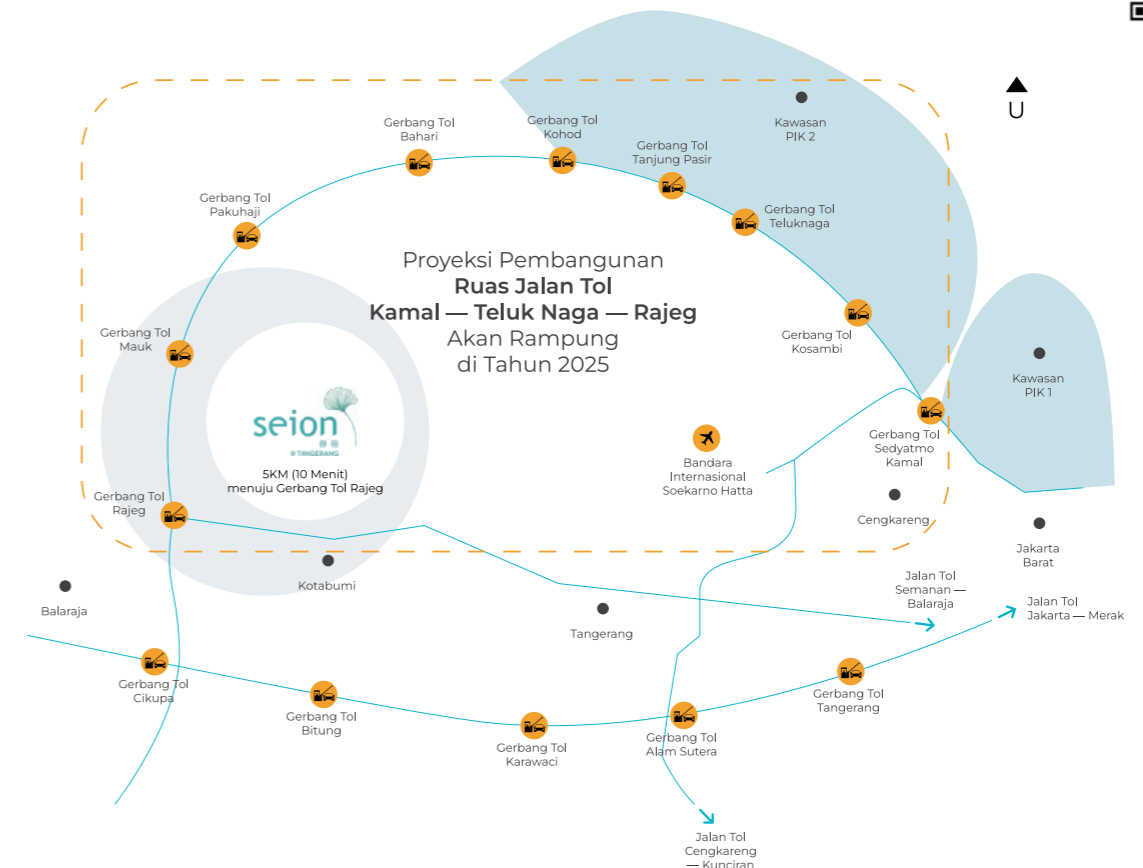 U
Kawasan
PIK 2
Gerbang Tol
Bahari
Gerbang Tol
Kohod
Gerbang Tol
Tanjung Pasir
Gerbang Tol
Pakuhaji
Gerbang Tol
Teluknaga
Proyeksi Pembangunan
Ruas Jalan Tol
Kamal — Teluk Naga — Rajeg
Akan Rampung
di Tahun 2025
Gerbang Tol
Mauk
Gerbang Tol
Kosambi
Kawasan
PIK 1
seion
@ TANGERANG
5KM (10 Menit)
menuju Gerbang Tol Rajeg
Gerbang Tol
Sedyatmo
Kamal
Bandara
Internasional
Soekarno Hatta
Gerbang Tol
Rajeg
Cengkareng
Jakarta
Barat
Kotabumi
Balaraja
Tangerang
Jalan Tol
Semanan —
Balaraja
Jalan Tol
Jakarta — Merak
Gerbang Tol
Cikupa
Gerbang Tol
Bitung
Gerbang Tol
Karawaci
Gerbang Tol
Alam Sutera
Gerbang Tol
Tangerang
Jalan Tol
Cengkareng
— Kunciran